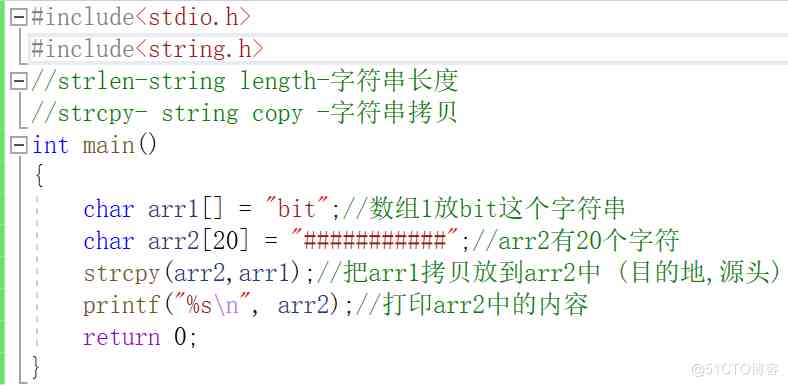 #include<stdio.h>
#include<string.h>
//strlen-string length-字符串长度
//strcpy- string copy -字符串拷贝
int main()
{
char arr1[] = "bit";//数组1放bit这个字符串
char arr2[20] = "###########";//arr2有20个字符
strcpy(arr2,arr1);//把arr1拷贝放到arr2中 (目的地,源头)
printf("%s\n", arr2);//打印arr2中的内容
return 0;
}
@51CTO博客